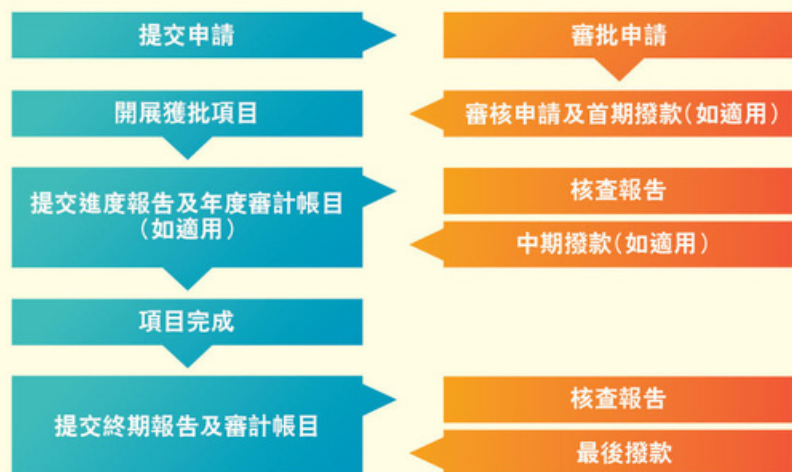 提交申請
審批申請
審核申請及首期撥款(如適用)
開展獲批項目
提交進度報告及年度審計帳目
(如適用)
核查報告
中期撥款(如適用)
項目完成
提交終期報告及審計帳目
核查報告
最後撥款